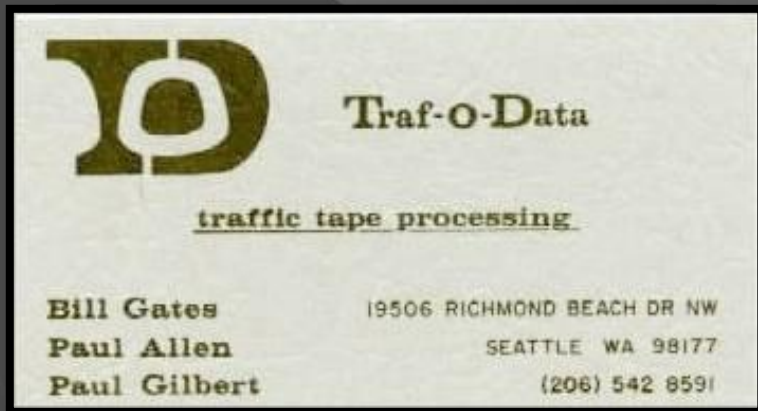 TOD
Traf-O-Data
traffic tape processing
Bill Gates
Paul Allen
Paul Gilbert
19506 RICHMOND BEACH DR NW
SEATTLE WA 98177
(206) 542 8591